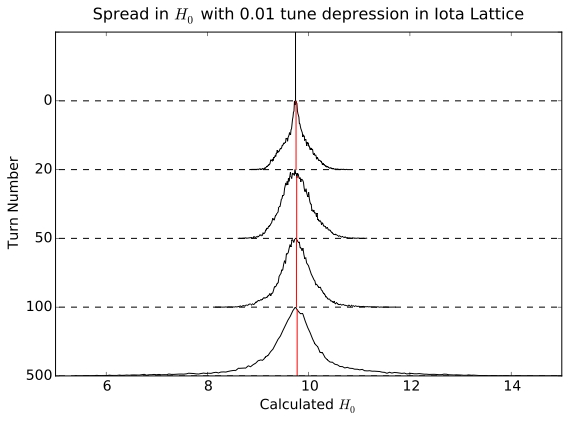 Spread in H₀ with 0.01 tune depression in Iota Lattice
Turn Number
0
20
50
100
500
6 8 10 12 14
Calculated H₀